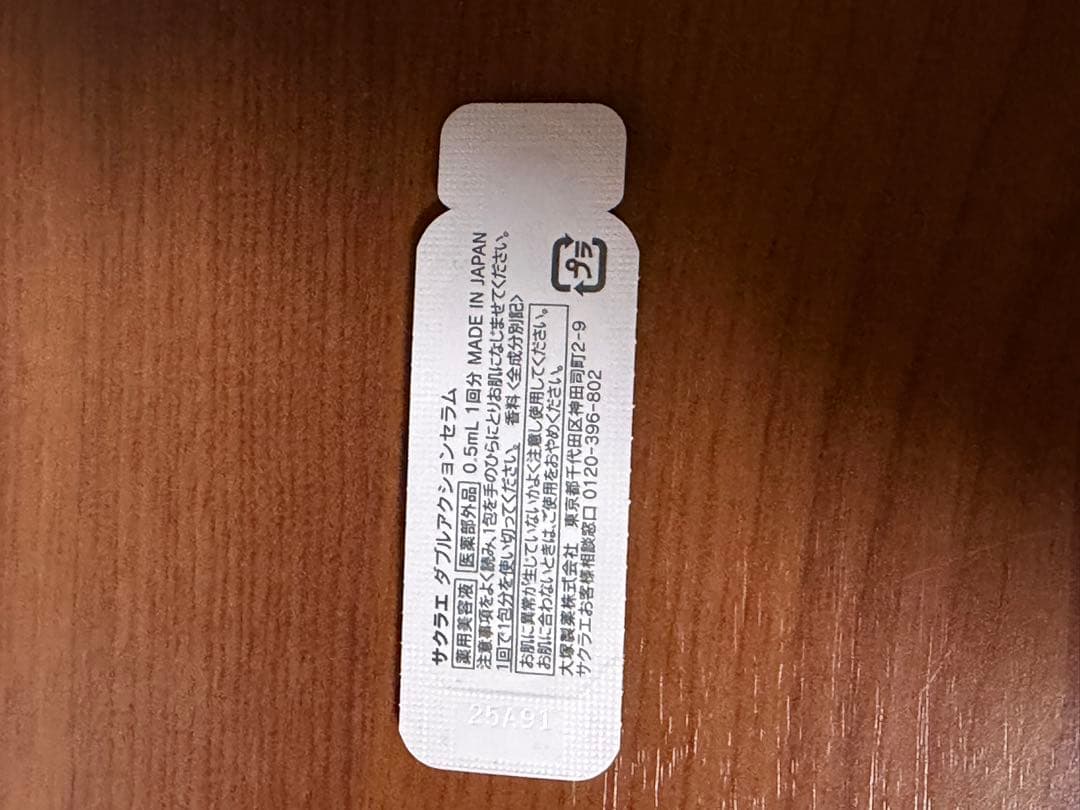 サクラエ ダブルアクションセラム
薬用美容液 医薬部外品 0.5mL 1回分 MADE IN JAPAN
注意事項をよく読み、1包を手のひらにとりお肌になじませてください。
1回で1包分を使い切ってください。 香料〈全成分別記〉
お肌に異常が生じていないかよく注意し使用してください。
お肌に合わないときは、ご使用をおやめください。
大塚製薬株式会社 東京都千代田区神田司町2-9
サクラエお客様相談窓口 0120-396-802
プラ
25A91